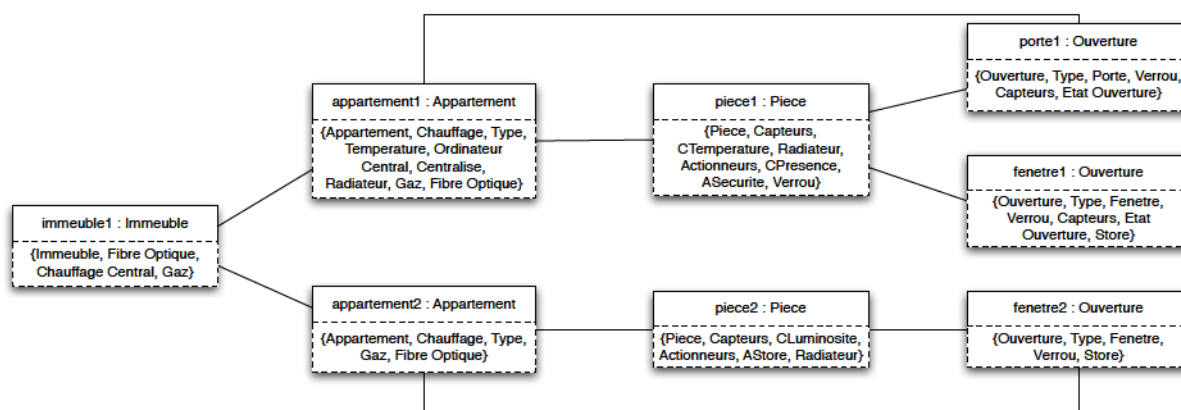 porte1 : Ouverture
{Ouverture, Type, Porte, Verrou,
Capteurs, Etat Ouverture}
appartement1 : Appartement
{Appartement, Chauffage, Type,
Temperature, Ordinateur
Central, Centralise,
Radiateur, Gaz, Fibre Optique}
piece1 : Piece
{Piece, Capteurs,
CTemperature, Radiateur,
Actionneurs, CPresence,
ASecurite, Verrou}
fenetre1 : Ouverture
{Ouverture, Type, Fenetre,
Verrou, Capteurs, Etat
Ouverture, Store}
immeuble1 : Immeuble
{Immeuble, Fibre Optique,
Chauffage Central, Gaz}
appartement2 : Appartement
{Appartement, Chauffage, Type,
Gaz, Fibre Optique}
piece2 : Piece
{Piece, Capteurs, CLuminosite,
Actionneurs, AStore, Radiateur}
fenetre2 : Ouverture
{Ouverture, Type, Fenetre,
Verrou, Store}